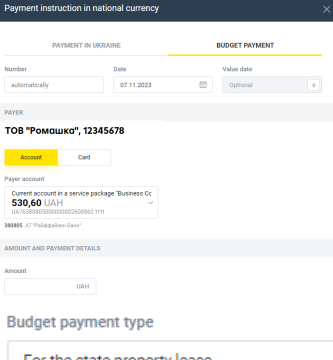 Payment instruction in national currency
PAYMENT IN UKRAINE
BUDGET PAYMENT
Number
Date
Value date
automatically
07.11.2023
Optional
PAYER
ТОВ "Ромашка", 12345678
Account
Card
Payer account
Current account in a service package "Business Cc
530,60 UAH
380805 АТ "Райффайзен Банк"
AMOUNT AND PAYMENT DETAILS
Amount
UAH
Budget payment type
For the state property lease